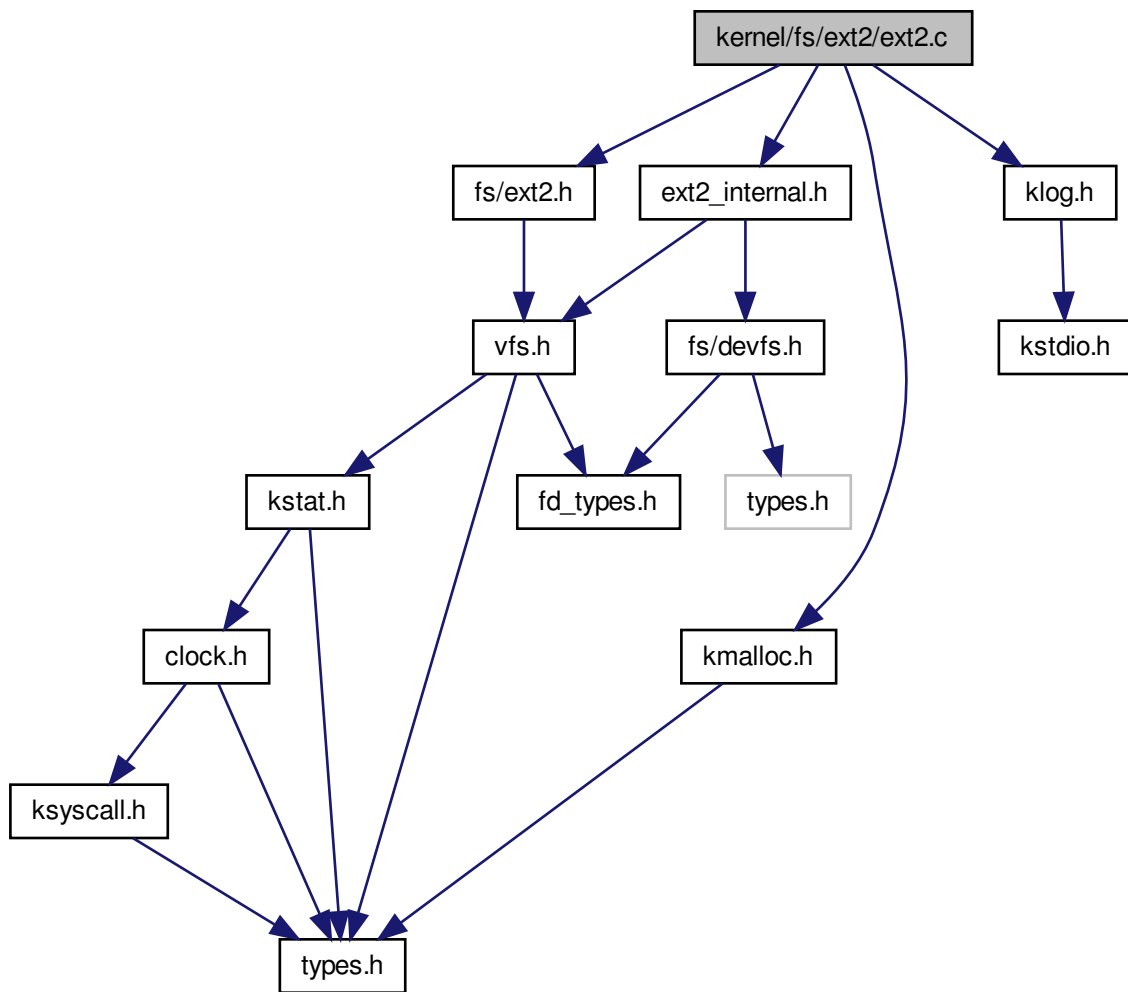 kernel/fs/ext2/ext2.c
fs/ext2.h
ext2_internal.h
klog.h
vfs.h
fs/devfs.h
kstdio.h
kstat.h
fd_types.h
types.h
clock.h
kmalloc.h
ksyscall.h
types.h